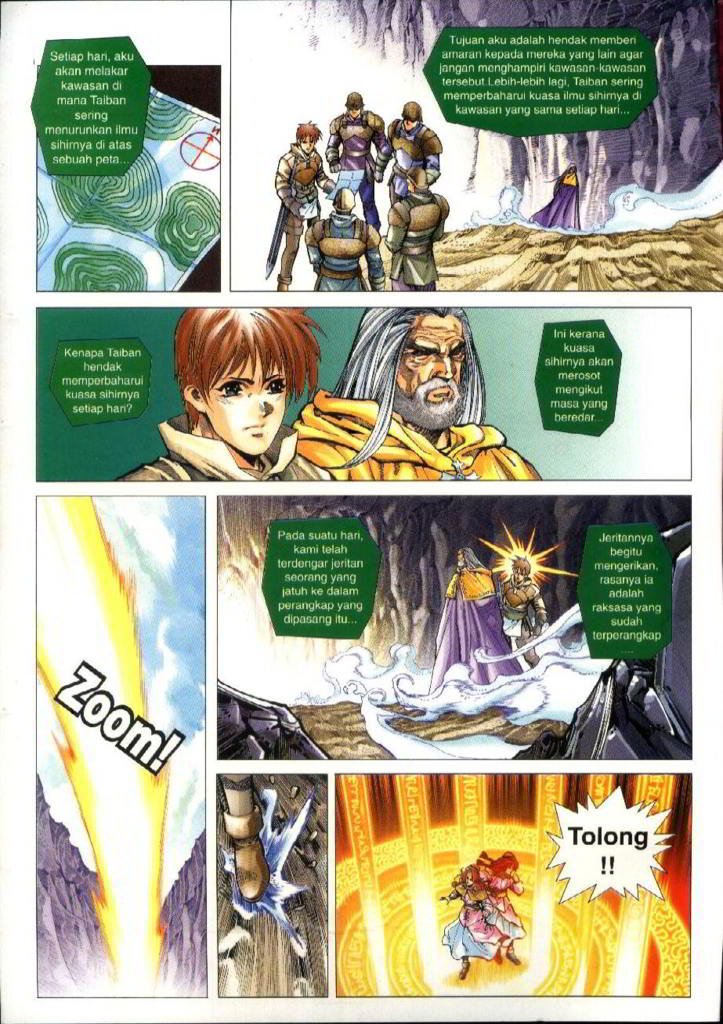 Setiap hari, aku
akan melakar
kawasan di
mana Taiban
sering
menurunkan ilmu
sihirnya di atas
sebuah peta...
Tujuan aku adalah hendak memberi
amaran kepada mereka yang lain agar
jangan menghampiri kawasan-kawasan
tersebut.Lebih-lebih lagi, Taiban sering
memperbaharui kuasa ilmu sihirnya di
kawasan yang sama setiap hari...
Kenapa Taiban
hendak
memperbaharui
kuasa sihirnya
setiap hari?
Ini kerana
kuasa
sihirnya akan
merosot
mengikut
masa yang
beredar...
Zoom!
Pada suatu hari,
kami telah
terdengar jeritan
seorang yang
jatuh ke dalam
perangkap yang
dipasang itu...
Jeritannya
begitu
mengerikan,
rasanya ia
adalah
raksasa yang
sudah
terperangkap
....
Tolong
!!